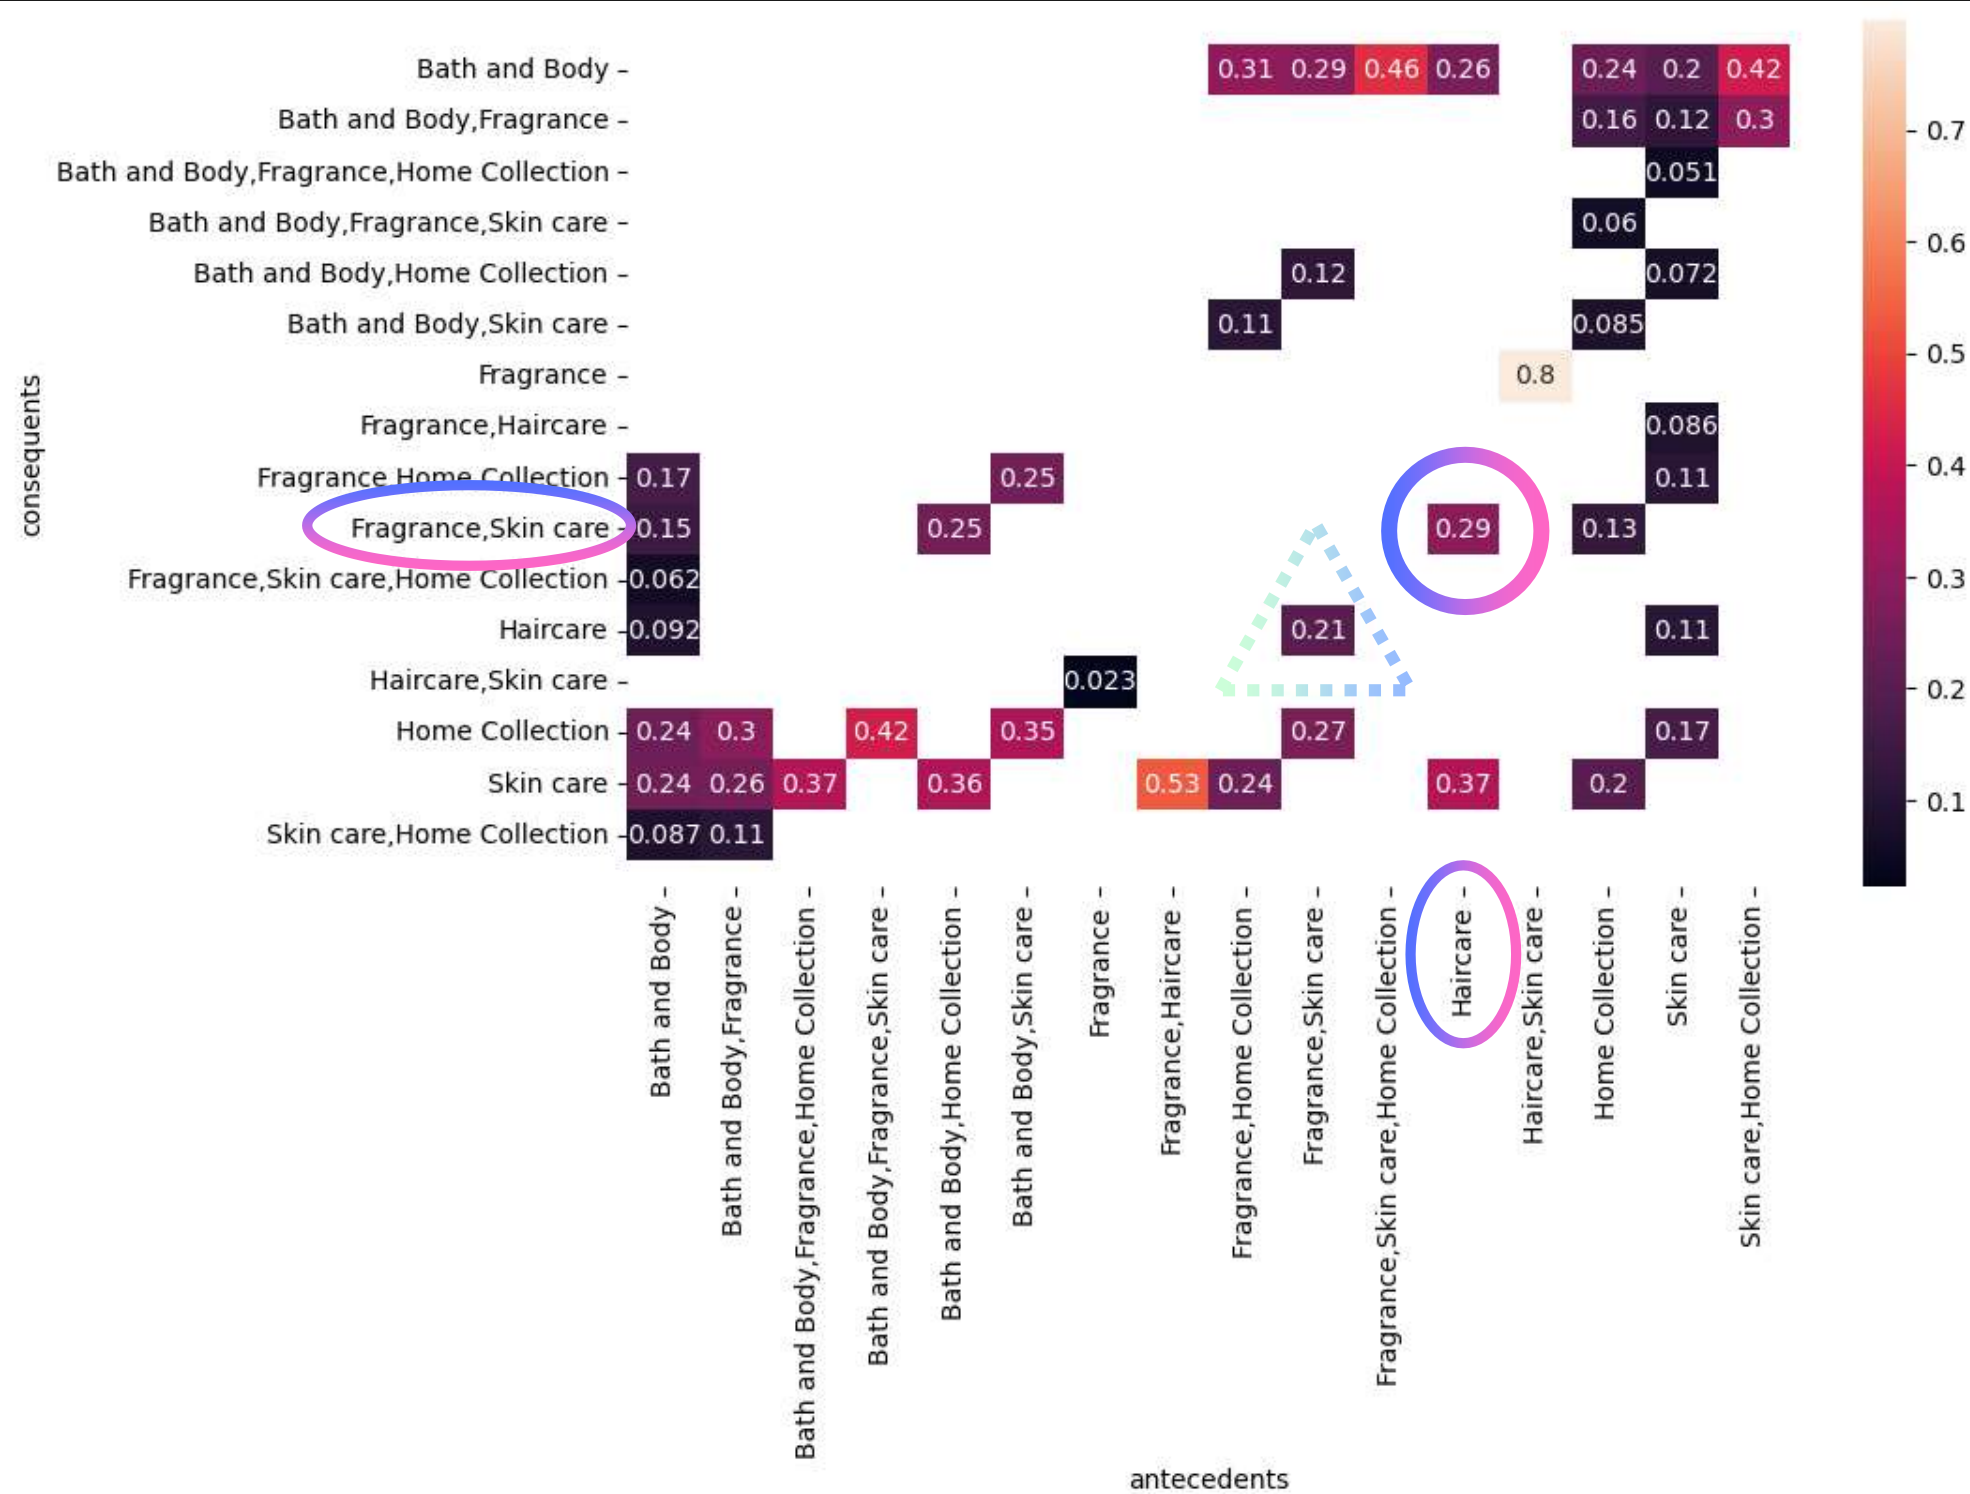 Bath and Body
0.31 0.29 0.46 0.26 0.24 0.2 0.42
Bath and Body,Fragrance
0.16 0.12 0.3
0.7
Bath and Body,Fragrance,Home Collection
0.051
Bath and Body,Fragrance,Skin care
0.06
0.6
Bath and Body,Home Collection
0.12 0.072
Bath and Body,Skin care
0.11 0.085
0.5
Fragrance
0.8
Fragrance,Haircare
0.086
consequents
Fragrance,Home Collection
0.17 0.25 0.11
0.4
Fragrance,Skin care
0.15 0.25 0.29 0.13
Fragrance,Skin care,Home Collection
0.062
0.3
Haircare
0.092 0.21 0.11
Haircare,Skin care
0.023
0.2
Home Collection
0.24 0.3 0.42 0.35 0.27 0.17
Skin care
0.24 0.26 0.37 0.36 0.53 0.24 0.37 0.2
0.1
Skin care,Home Collection
0.087 0.11
Bath and Body
Bath and Body,Fragrance
Bath and Body,Fragrance,Home Collection
Bath and Body,Fragrance,Skin care
Bath and Body,Home Collection
Bath and Body,Skin care
Fragrance
Fragrance,Haircare
Fragrance,Home Collection
Fragrance,Skin care
Fragrance,Skin care,Home Collection
Haircare
Haircare,Skin care
Home Collection
Skin care
Skin care,Home Collection
antecedents